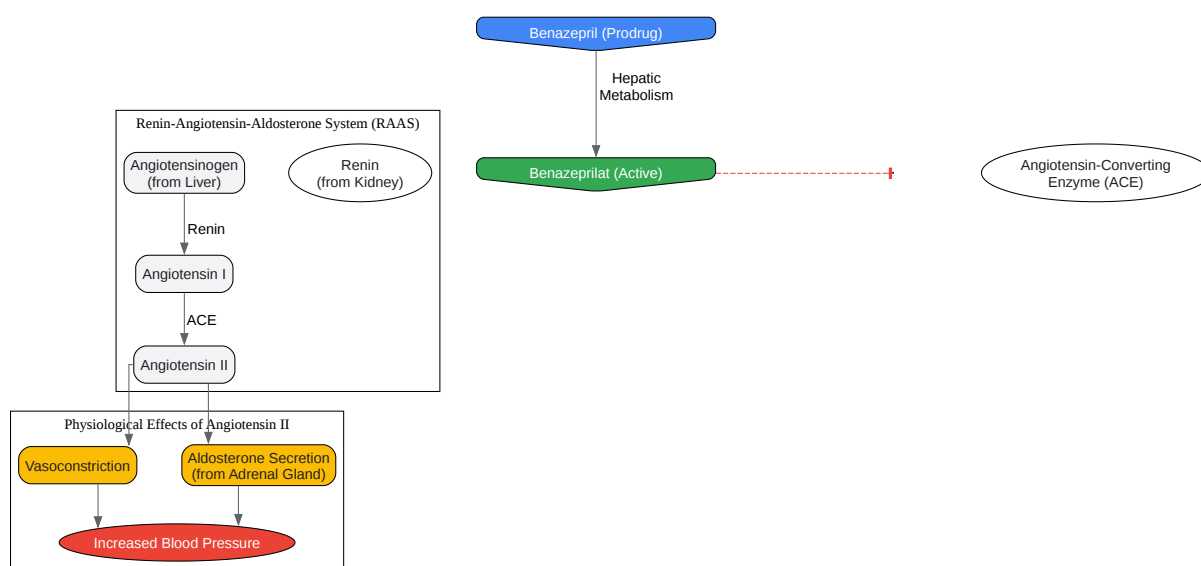 Benazepril (Prodrug)
Hepatic
Metabolism
Renin-Angiotensin-Aldosterone System (RAAS)
Angiotensinogen
(from Liver)
Renin
(from Kidney)
Benazeprilat (Active)
Angiotensin-Converting
Enzyme (ACE)
Renin
Angiotensin I
ACE
Angiotensin II
Physiological Effects of Angiotensin II
Vasoconstriction
Aldosterone Secretion
(from Adrenal Gland)
Increased Blood Pressure